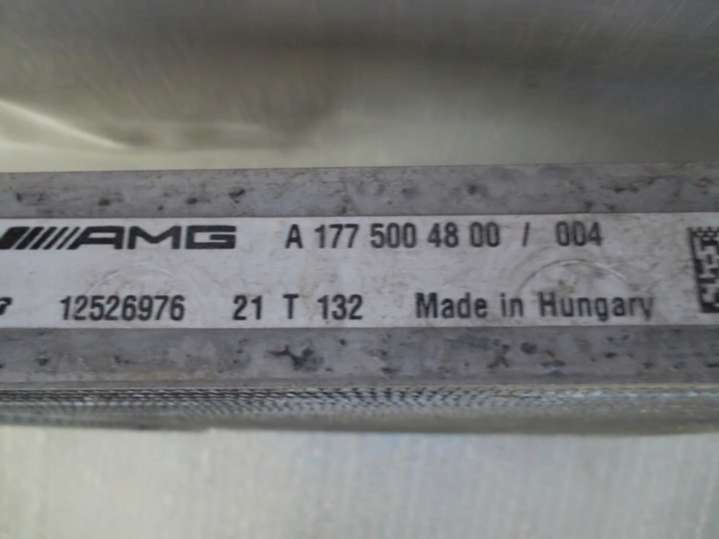 AMG A 177 500 48 00 / 004
12526976 21 T 132 Made in Hungary